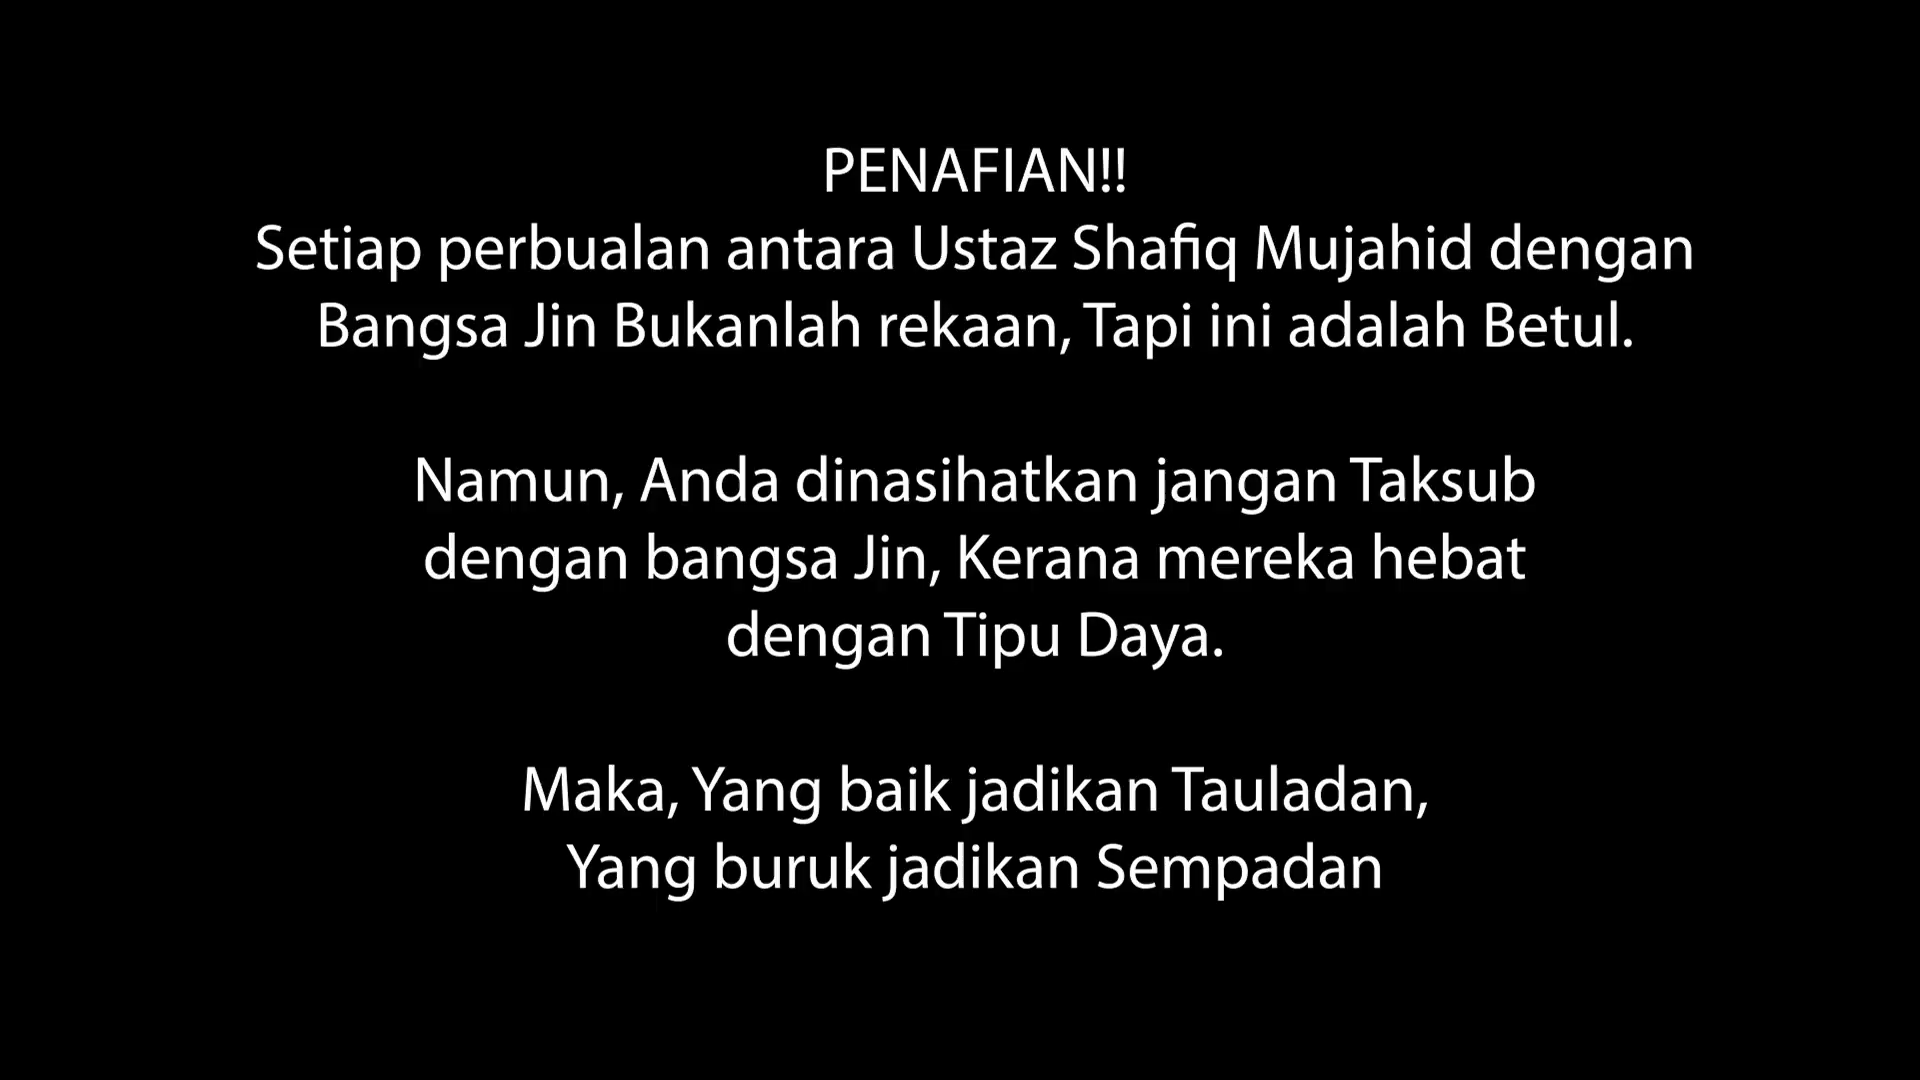 PENAFIAN!!
Setiap perbualan antara Ustaz Shafiq Mujahid dengan
Bangsa Jin Bukanlah rekaan, Tapi ini adalah Betul.
Namun, Anda dinasihatkan jangan Taksub
dengan bangsa Jin, Kerana mereka hebat
dengan Tipu Daya.
Maka, Yang baik jadikan Tauladan,
Yang buruk jadikan Sempadan